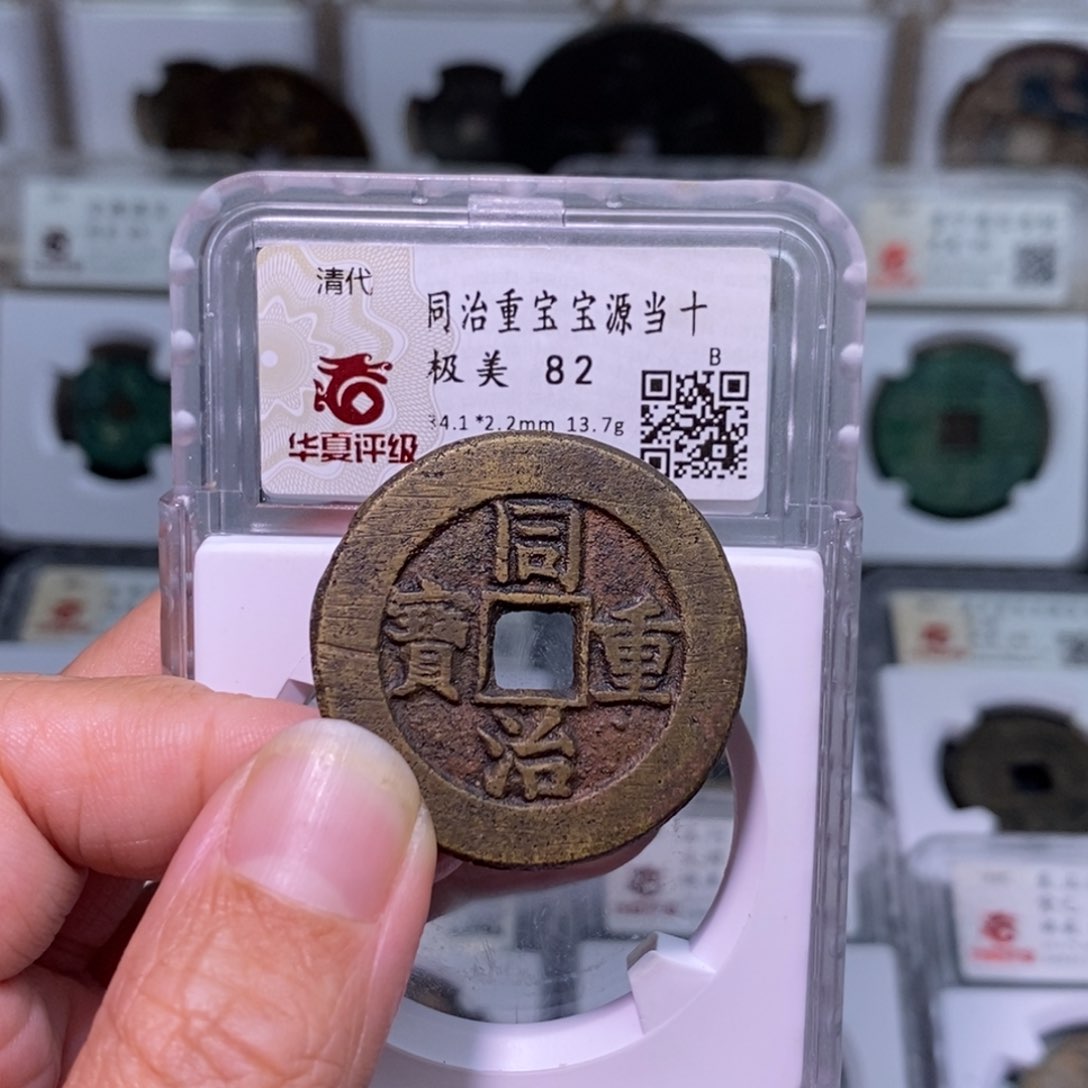 清代
华夏评级
同治重宝宝源当十
极美 82
B
34.1*2.2mm 13.7g
同
寶 重
治